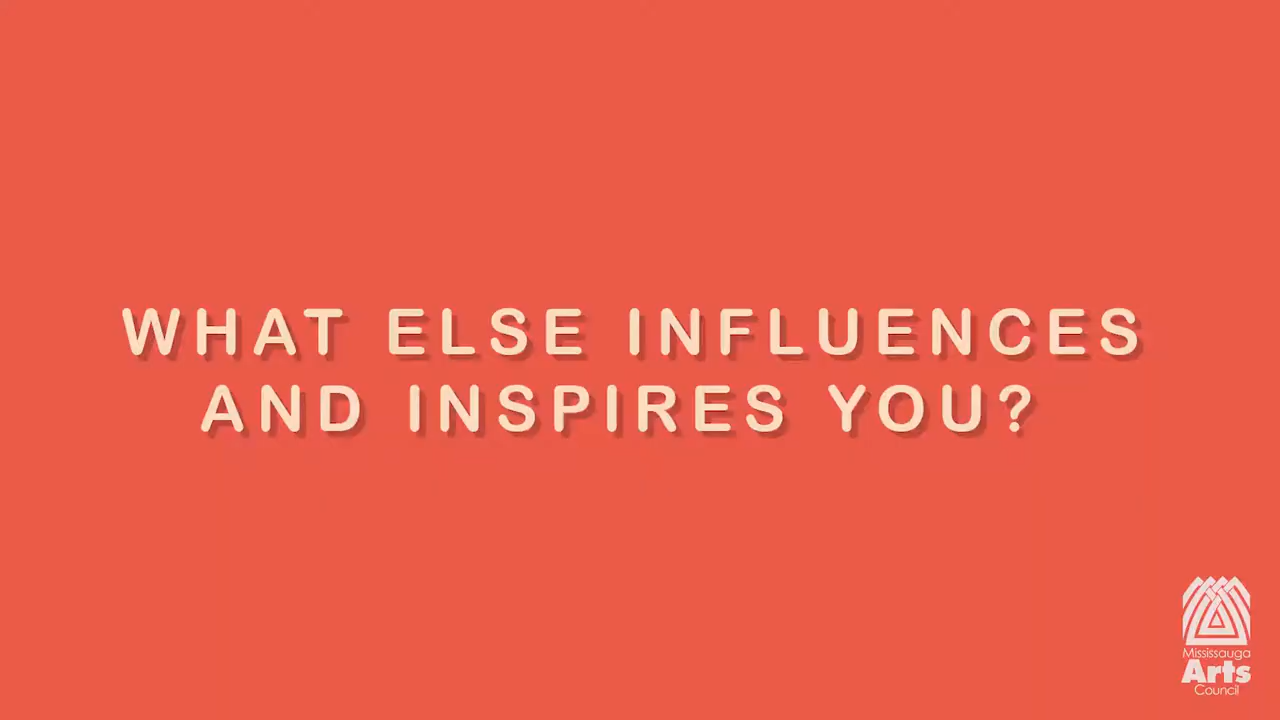 WHAT ELSE INFLUENCES
AND INSPIRES YOU?
Mississauga
Arts
Council